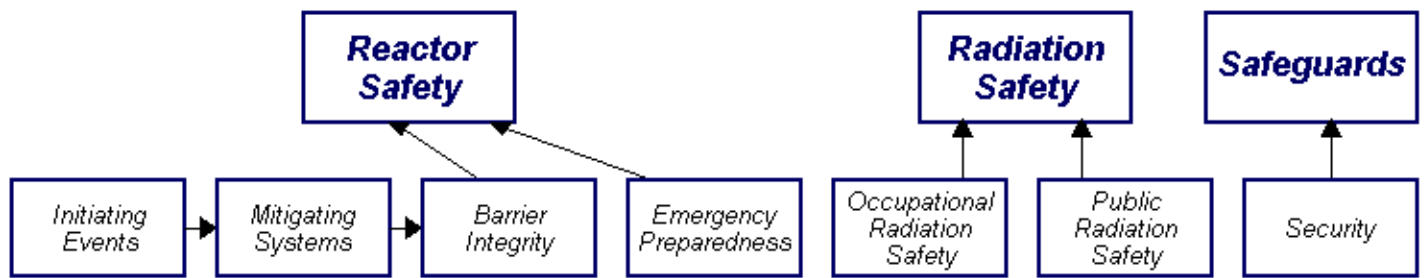 Reactor
Safety
Radiation
Safety
Safeguards
Initiating
Events
Mitigating
Systems
Barrier
Integrity
Emergency
Preparedness
Occupational
Radiation
Safety
Public
Radiation
Safety
Security